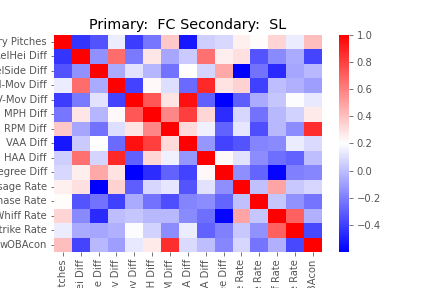 Primary:  FC Secondary:  SL
ry Pitches
elHei Diff
elSide Diff
-Mov Diff
V-Mov Diff
MPH Diff
RPM Diff
VAA Diff
HAA Diff
egree Diff
sage Rate
hase Rate
Whiff Rate
trike Rate
wOBAcon
1.0
0.8
0.6
0.4
0.2
0.0
−0.2
−0.4
tches
i Diff
e Diff
v Diff
ov Diff
H Diff
M Diff
A Diff
A Diff
ee Diff
e Rate
e Rate
f Rate
e Rate
BAcon